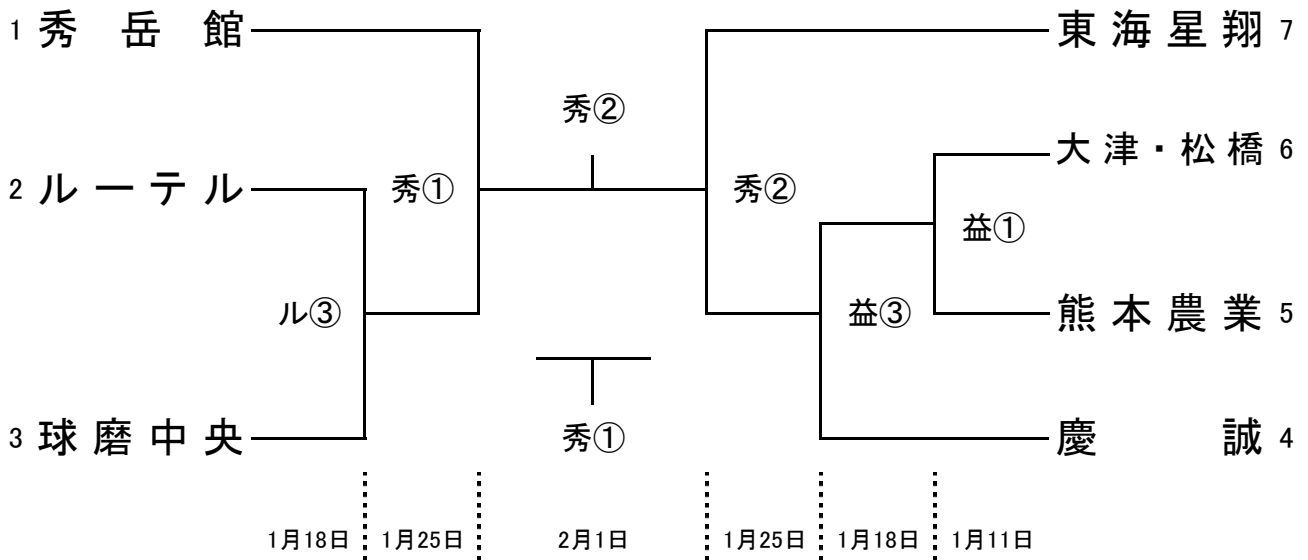 1 秀岳館
東海星翔 7
秀②
大津・松橋 6
2 ルーテル
秀①
秀②
益①
ル③
益③
熊本農業 5
3 球磨中央
秀①
慶誠 4
1月18日 1月25日 2月1日 1月25日 1月18日 1月11日